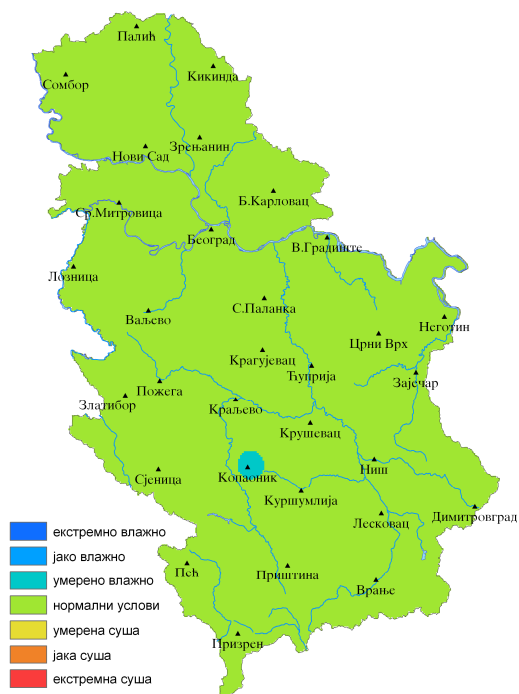 Палић
Кикинда
Сомбор
Зрењанин
Нови Сад
Б.Карловац
Ср.Митровица
Београд
В.Градиште
Лозница
С.Паланка
Ваљево
Неготин
Црни Врх
Крагујевац
Ћуприја
Зајечар
Пожега
Златибор
Краљево
Крушевац
Ниш
Копаоник
Сјеница
Куршумлија
Лесковац
Димитровград
Пећ
Приштина
Врање
Призрен
екстремно влажно
јако влажно
умерено влажно
нормални услови
умерена суша
јака суша
екстремна суша